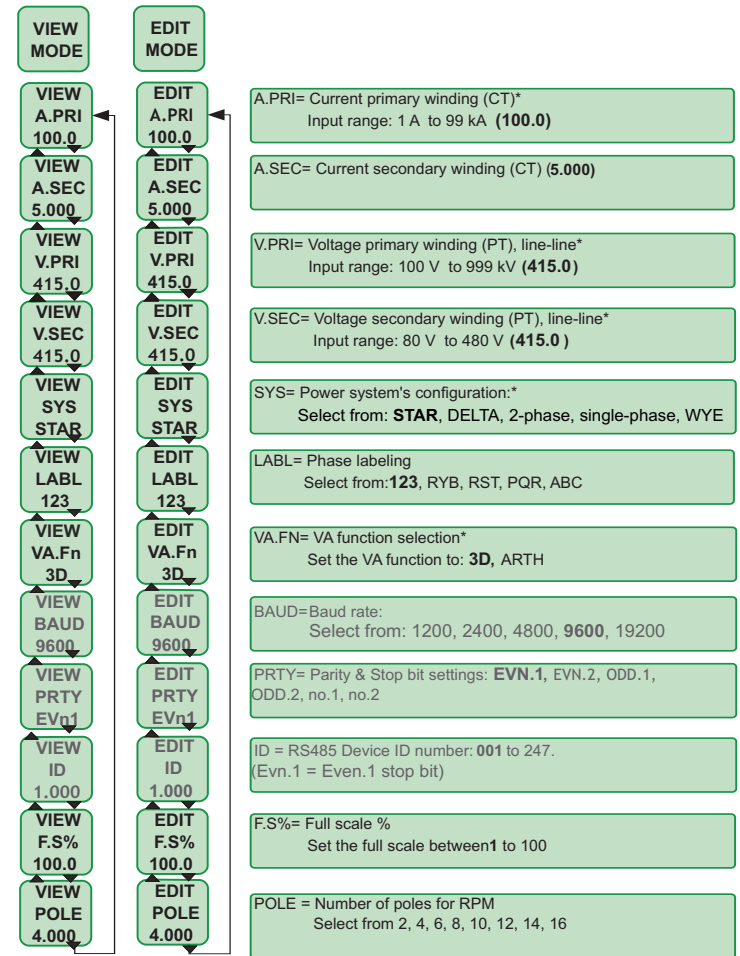 VIEW
MODE
EDIT
MODE
VIEW
A.PRI
100.0
EDIT
A.PRI
100.0
A.PRI= Current primary winding (CT)*
Input range: 1 A to 99 kA (100.0)
VIEW
A.SEC
5.000
EDIT
A.SEC
5.000
A.SEC= Current secondary winding (CT) (5.000)
VIEW
V.PRI
415.0
EDIT
V.PRI
415.0
V.PRI= Voltage primary winding (PT), line-line*
Input range: 100 V to 999 kV (415.0)
VIEW
V.SEC
415.0
EDIT
V.SEC
415.0
V.SEC= Voltage secondary winding (PT), line-line*
Input range: 80 V to 480 V (415.0 )
VIEW
SYS
STAR
EDIT
SYS
STAR
SYS= Power system's configuration:*
Select from: STAR, DELTA, 2-phase, single-phase, WYE
VIEW
LABL
123
EDIT
LABL
123
LABL= Phase labeling
Select from:123, RYB, RST, PQR, ABC
VIEW
VA.Fn
3D
EDIT
VA.Fn
3D
VA.FN= VA function selection*
Set the VA function to: 3D, ARTH
VIEW
BAUD
9600
EDIT
BAUD
9600
BAUD=Baud rate:
Select from: 1200, 2400, 4800, 9600, 19200
VIEW
PRTY
EVn1
EDIT
PRTY
EVn1
PRTY= Parity & Stop bit settings: EVN.1, EVN.2, ODD.1,
ODD.2, no.1, no.2
VIEW
ID
1.000
EDIT
ID
1.000
ID = RS485 Device ID number: 001 to 247.
(Evn.1 = Even.1 stop bit)
VIEW
F.S%
100.0
EDIT
F.S%
100.0
F.S%= Full scale %
Set the full scale between1 to 100
VIEW
POLE
4.000
EDIT
POLE
4.000
POLE = Number of poles for RPM
Select from 2, 4, 6, 8, 10, 12, 14, 16